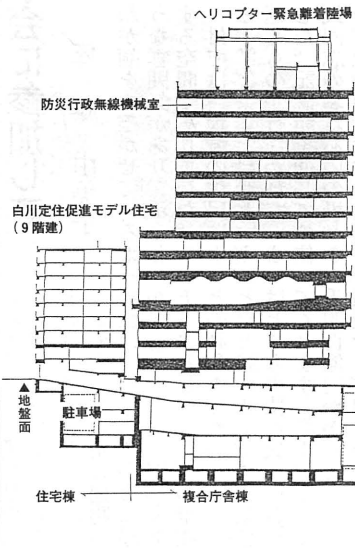 ヘリコプター緊急離着陸場
防災行政無線機械室
白川定住促進モデル住宅
(9階建)
▲地盤面
駐車場
住宅棟
複合庁舎棟